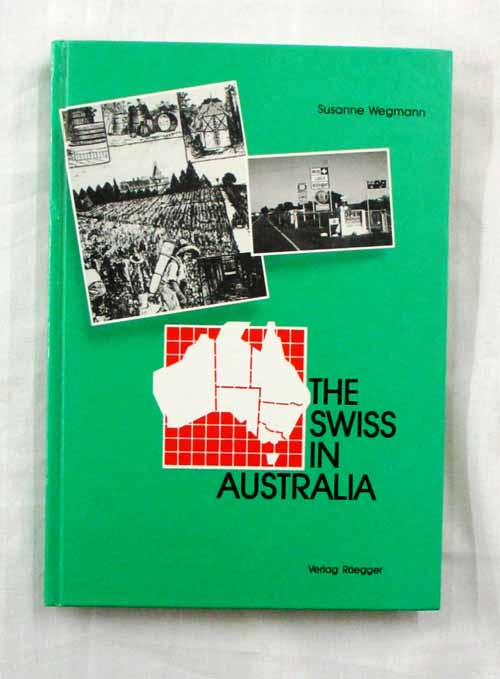 Susanne Wegmann
THE
SWISS
IN
AUSTRALIA
Verlag Rüegger